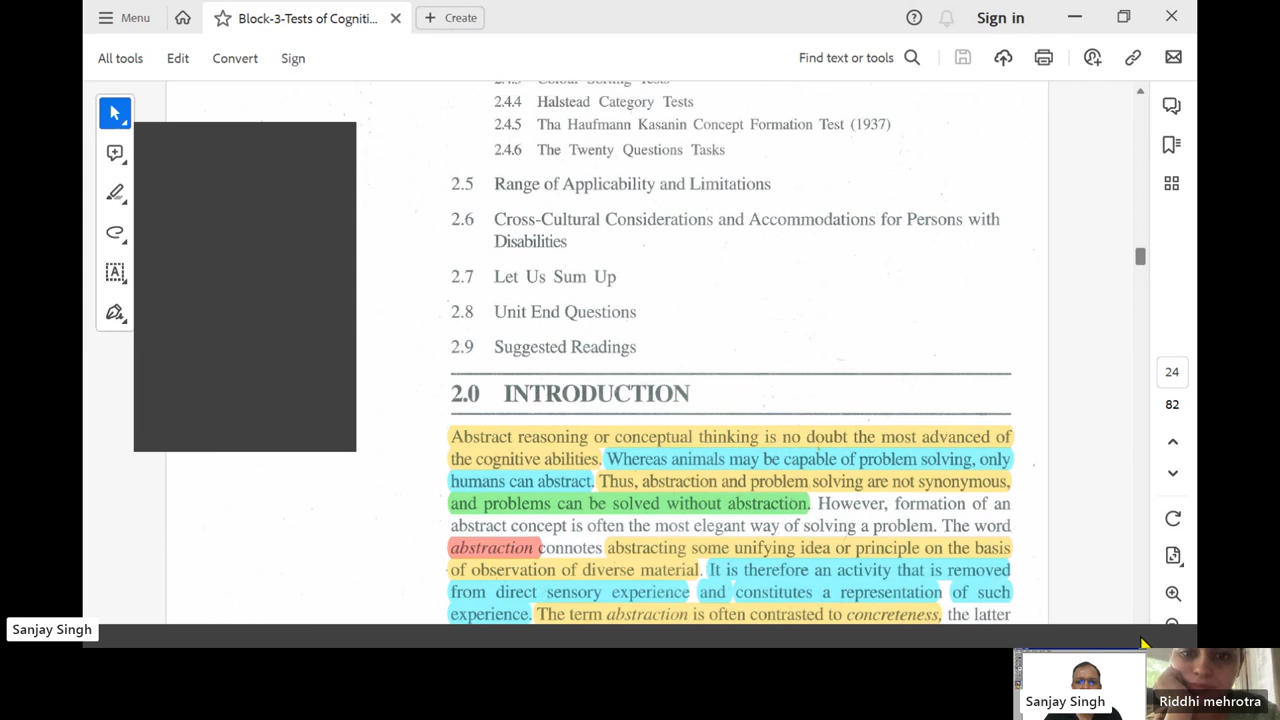 Menu
Block-3-Tests of Cogniti...
Create
Sign in
All tools
Edit
Convert
Sign
Find text or tools
2.4.3 Colour Sorting Tests
2.4.4 Halstead Category Tests
2.4.5 Tha Haufmann Kasanin Concept Formation Test (1937)
2.4.6 The Twenty Questions Tasks
2.5 Range of Applicability and Limitations
2.6 Cross-Cultural Considerations and Accommodations for Persons with
Disabilities
2.7 Let Us Sum Up
2.8 Unit End Questions
2.9 Suggested Readings
2.0 INTRODUCTION
Abstract reasoning or conceptual thinking is no doubt the most advanced of
the cognitive abilities. Whereas animals may be capable of problem solving, only
humans can abstract. Thus, abstraction and problem solving are not synonymous,
and problems can be solved without abstraction. However, formation of an
abstract concept is often the most elegant way of solving a problem. The word
abstraction connotes abstracting some unifying idea or principle on the basis
of observation of diverse material. It is therefore an activity that is removed
from direct sensory experience and constitutes a representation of such
experience. The term abstraction is often contrasted to concreteness, the latter
24
82
Sanjay Singh
Sanjay Singh
Riddhi mehrotra